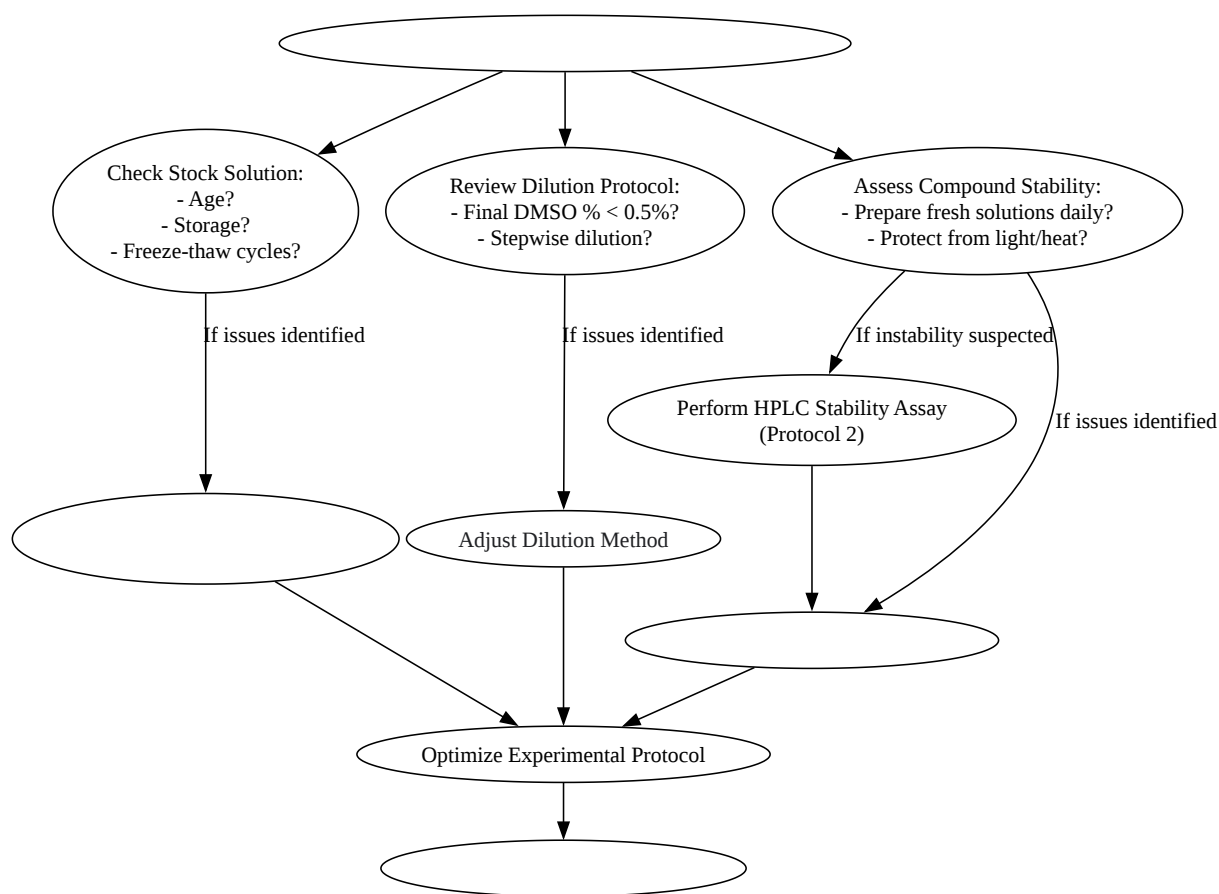 Check Stock Solution:
- Age?
- Storage?
- Freeze-thaw cycles?
Review Dilution Protocol:
- Final DMSO % < 0.5%?
- Stepwise dilution?
Assess Compound Stability:
- Prepare fresh solutions daily?
- Protect from light/heat?
If issues identified
If issues identified
If instability suspected
Perform HPLC Stability Assay
(Protocol 2)
If issues identified
Adjust Dilution Method
Optimize Experimental Protocol